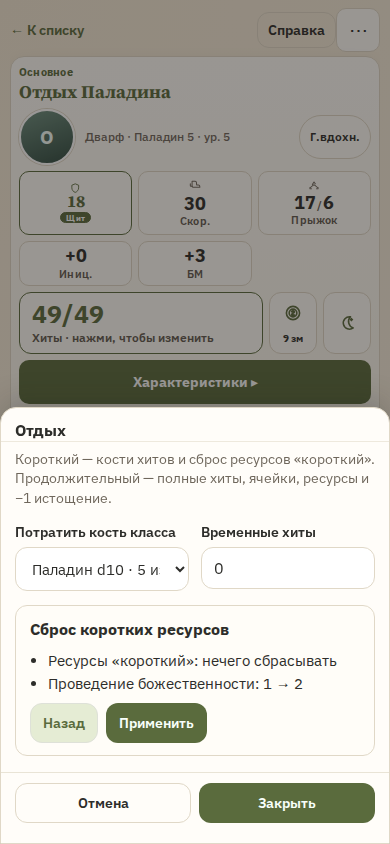 ← К списку
Справка
⋯
Основное
Отдых Паладина
О
Дварф · Паладин 5 · ур. 5
Г.вдохн.
18
Щит
30
Скор.
17/6
Прыжок
+0
Иниц.
+3
БМ
49/49
Хиты · нажми, чтобы изменить
9 зм
Характеристики ▸
Отдых
Короткий — кости хитов и сброс ресурсов «короткий».
Продолжительный — полные хиты, ячейки, ресурсы и
−1 истощение.
Потратить кость класса
Временные хиты
Паладин d10 · 5 и
0
Сброс коротких ресурсов
• Ресурсы «короткий»: нечего сбрасывать
• Проведение божественности: 1 → 2
Назад
Применить
Отмена
Закрыть